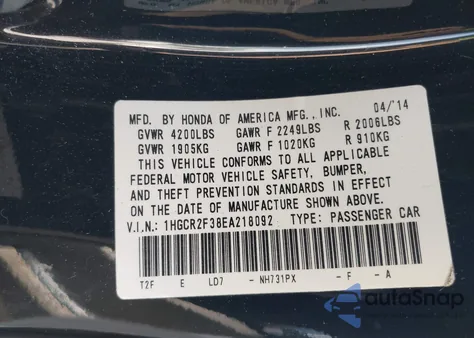 MFD. BY HONDA OF AMERICA MFG., INC. 04/'14
GVWR 4200LBS GAWR F 2249LBS R 2006LBS
GVWR 1905KG GAWR F 1020KG R 910KG
THIS VEHICLE CONFORMS TO ALL APPLICABLE
FEDERAL MOTOR VEHICLE SAFETY, BUMPER,
AND THEFT PREVENTION STANDARDS IN EFFECT
ON THE DATE OF MANUFACTURE SHOWN ABOVE.
V.I.N.: 1HGCR2F38EA218092 TYPE: PASSENGER CAR
T2F E LD7 - NH731PX - F - A
autoSnap